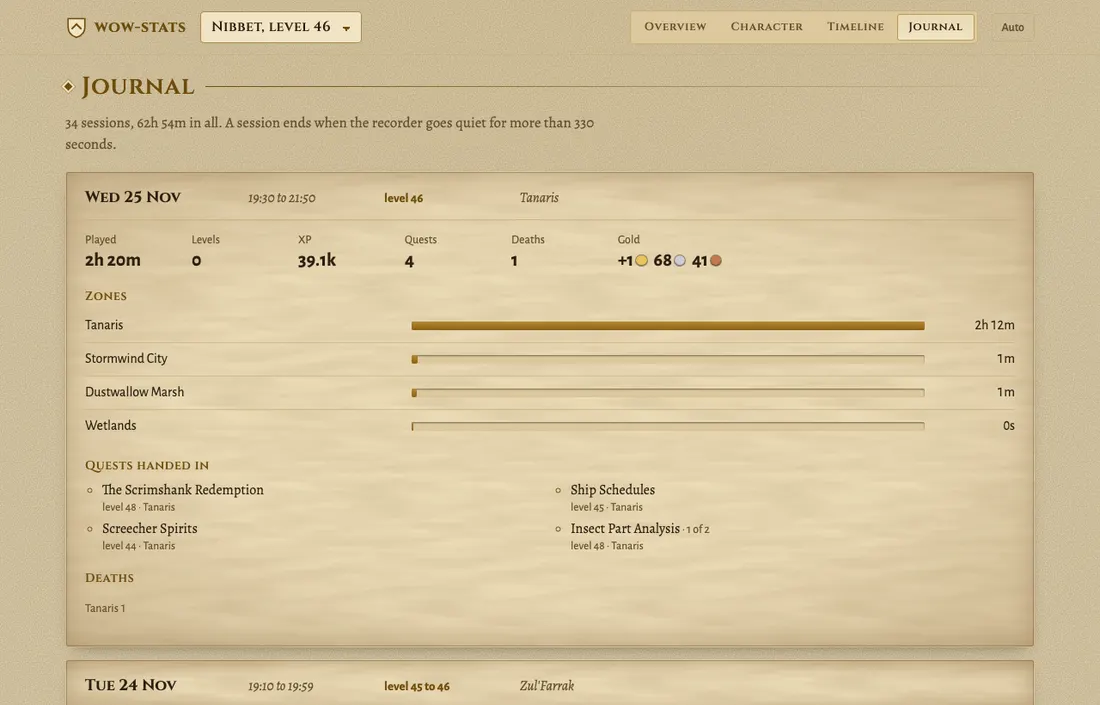 WOW-STATS
NIBBET, LEVEL 46
OVERVIEW
CHARACTER
TIMELINE
JOURNAL
Auto
JOURNAL
34 sessions, 62h 54m in all. A session ends when the recorder goes quiet for more than 330
seconds.
WED 25 NOV
19:30 to 21:50
level 46
Tanaris
Played
Levels
XP
Quests
Deaths
Gold
2h 20m
0
39.1k
4
1
+1 68 41
ZONES
Tanaris
2h 12m
Stormwind City
1m
Dustwallow Marsh
1m
Wetlands
0s
QUESTS HANDED IN
The Scrimshank Redemption
level 48 · Tanaris
Ship Schedules
level 45 · Tanaris
Screecher Spirits
level 44 · Tanaris
Insect Part Analysis · 1 of 2
level 48 · Tanaris
DEATHS
Tanaris 1
TUE 24 NOV
19:10 to 19:59
level 45 to 46
Zul'Farrak